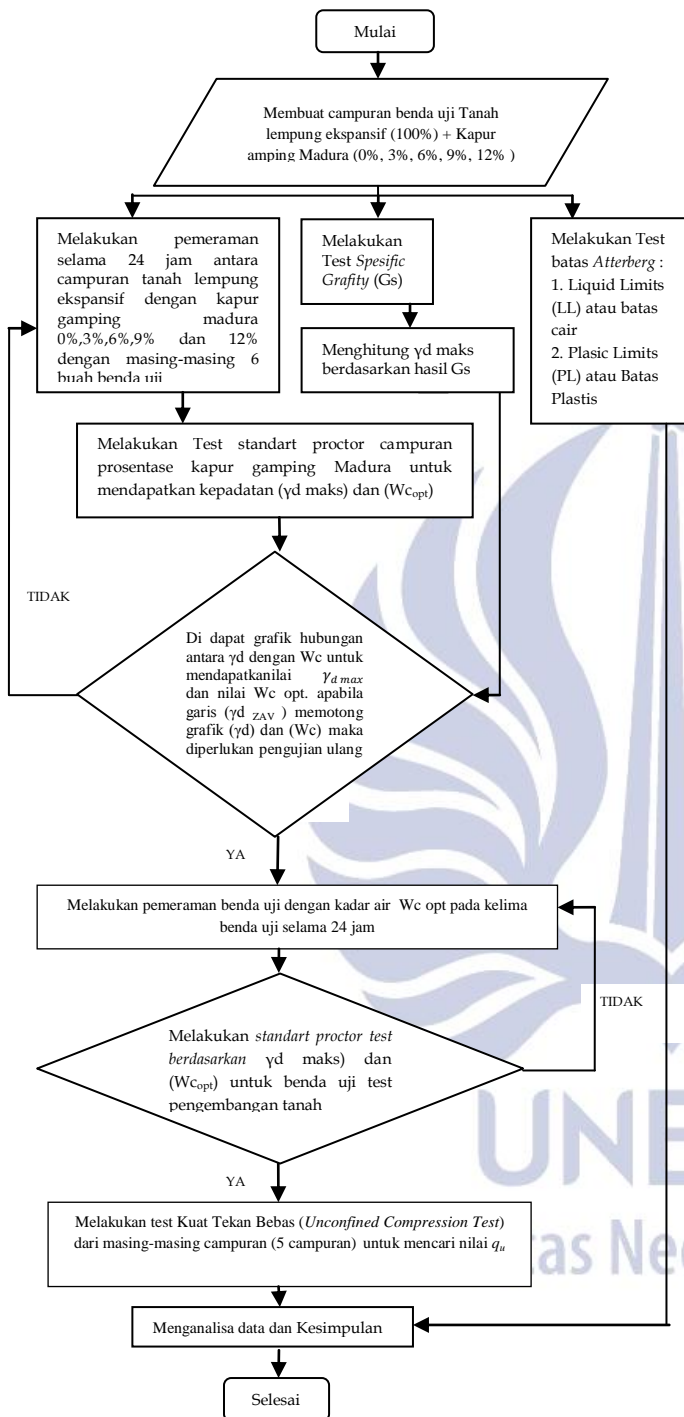 Mulai
Membuat campuran benda uji Tanah
lempung ekspansif (100%) + Kapur
amping Madura (0%, 3%, 6%, 9%, 12% )
Melakukan pemeraman
selama 24 jam antara
campuran tanah lempung
ekspansif dengan kapur
gamping madura
0%,3%,6%,9% dan 12%
dengan masing-masing 6
buah benda uji
Melakukan
Test Spesific
Grafity (Gs)
Menghitung γd maks
berdasarkan hasil Gs
Melakukan Test
batas Atterberg :
1. Liquid Limits
(LL) atau batas
cair
2. Plasic Limits
(PL) atau Batas
Plastis
Melakukan Test standart proctor campuran
prosentase kapur gamping Madura untuk
mendapatkan kepadatan (γd maks) dan (Wcopt)
TIDAK
Di dapat grafik hubungan
antara γd dengan Wc untuk
mendapatkanilai γd max
dan nilai Wc opt. apabila
garis (γd ZAV ) memotong
grafik (γd) dan (Wc) maka
diperlukan pengujian ulang
YA
Melakukan pemeraman benda uji dengan kadar air Wc opt pada kelima
benda uji selama 24 jam
TIDAK
Melakukan standart proctor test
berdasarkan γd maks) dan
(Wcopt) untuk benda uji test
pengembangan tanah
YA
UNE
Melakukan test Kuat Tekan Bebas (Unconfined Compression Test)
dari masing-masing campuran (5 campuran) untuk mencari nilai qu
tas Neg
Menganalisa data dan Kesimpulan
Selesai